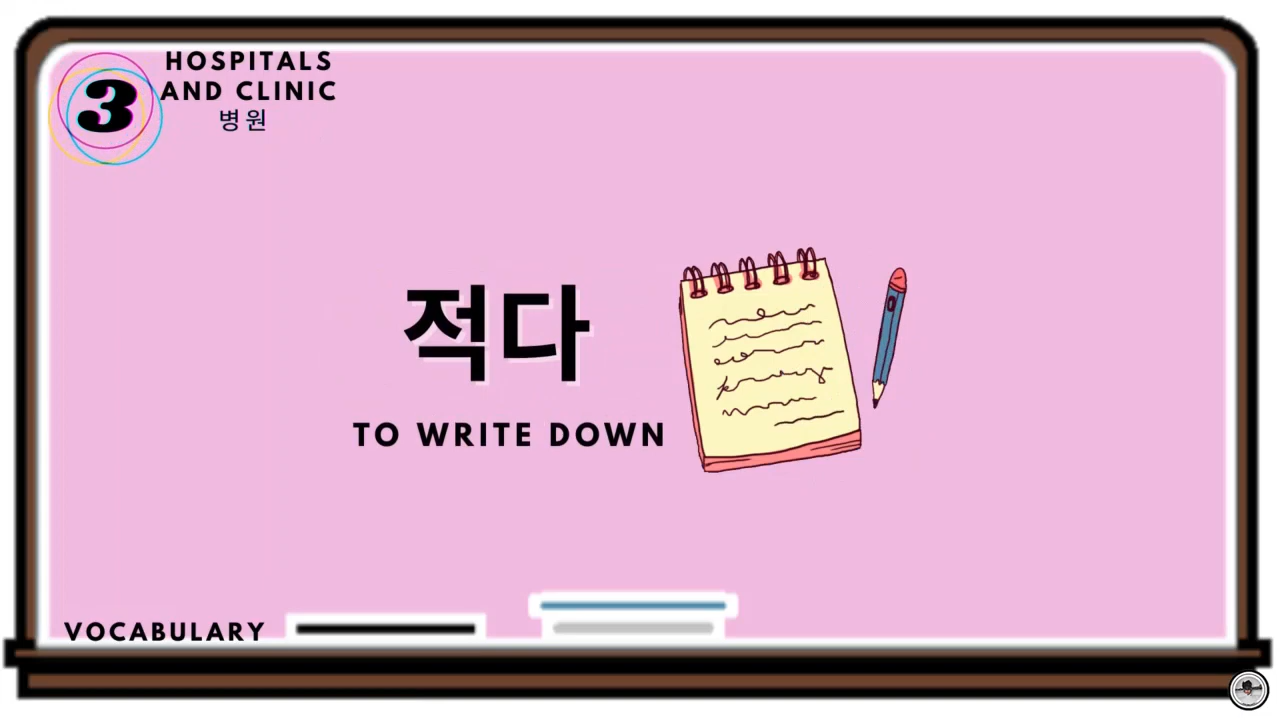 3
HOSPITALS
AND CLINIC
병원
적다
TO WRITE DOWN
VOCABULARY